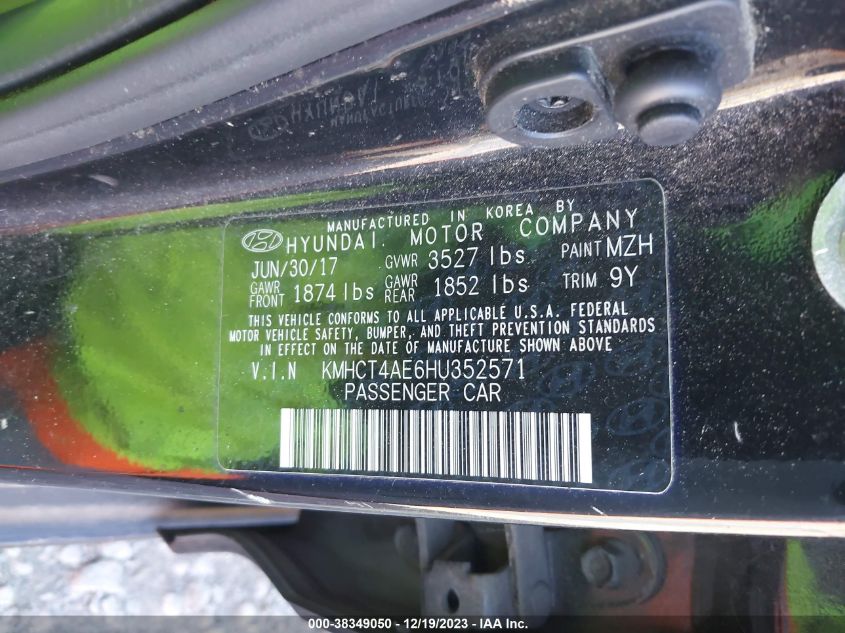 MANUFACTURED IN KOREA BY
HYUNDAI MOTOR COMPANY
JUN/30/17 GVWR 3527 lbs PAINT MZH
GAWR FRONT 1874 lbs GAWR REAR 1852 lbs TRIM 9Y
THIS VEHICLE CONFORMS TO ALL APPLICABLE U.S.A. FEDERAL
MOTOR VEHICLE SAFETY, BUMPER, AND THEFT PREVENTION STANDARDS
IN EFFECT ON THE DATE OF MANUFACTURE SHOWN ABOVE
V.I.N KMHCT4AE6HU352571
PASSENGER CAR
000-38349050 - 12/19/2023 - IAA Inc.